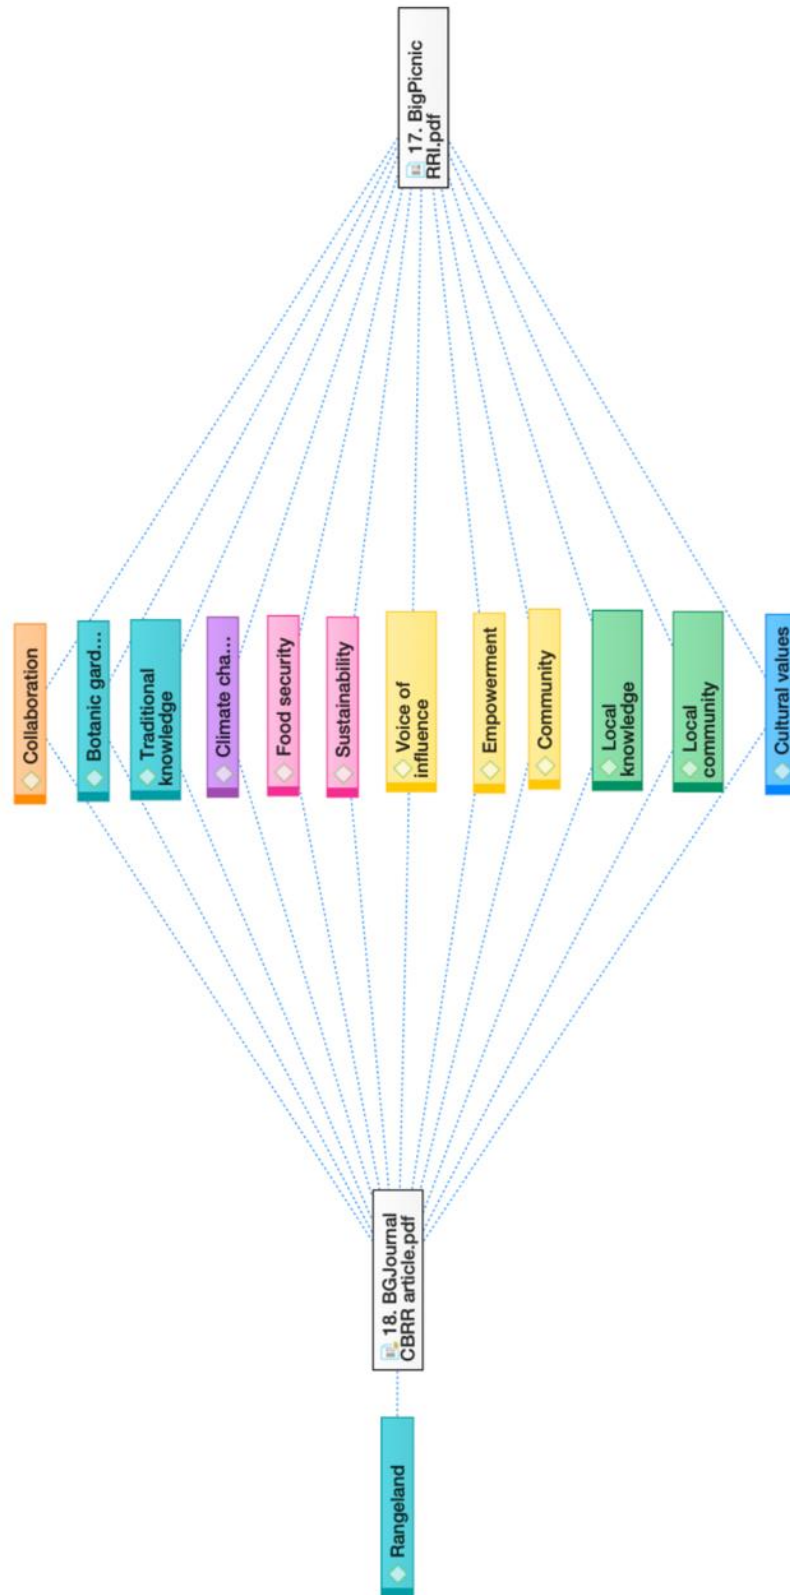 17. BigPicnic
RRI.pdf
Collaboration
Botanic gard...
Traditional
knowledge
Climate cha...
Food security
Sustainability
Voice of
influence
Empowerment
Community
Local
knowledge
Local
community
Cultural values
18. BGJournal
CBRR article.pdf
Rangeland